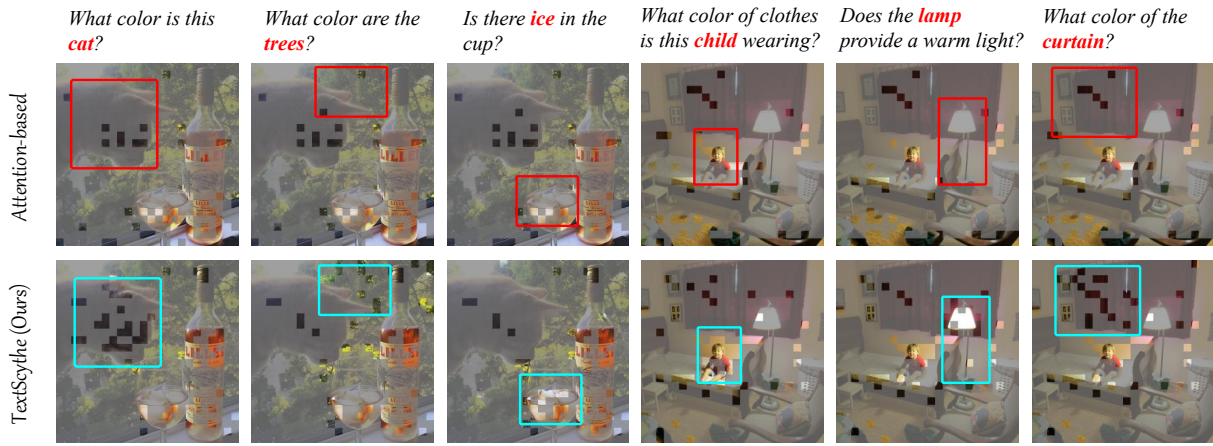 What color is this
cat?
What color are the
trees?
Is there ice in the
cup?
What color of clothes
is this child wearing?
Does the lamp
provide a warm light?
What color of the
curtain?
Attention-based
TextScythe (Ours)